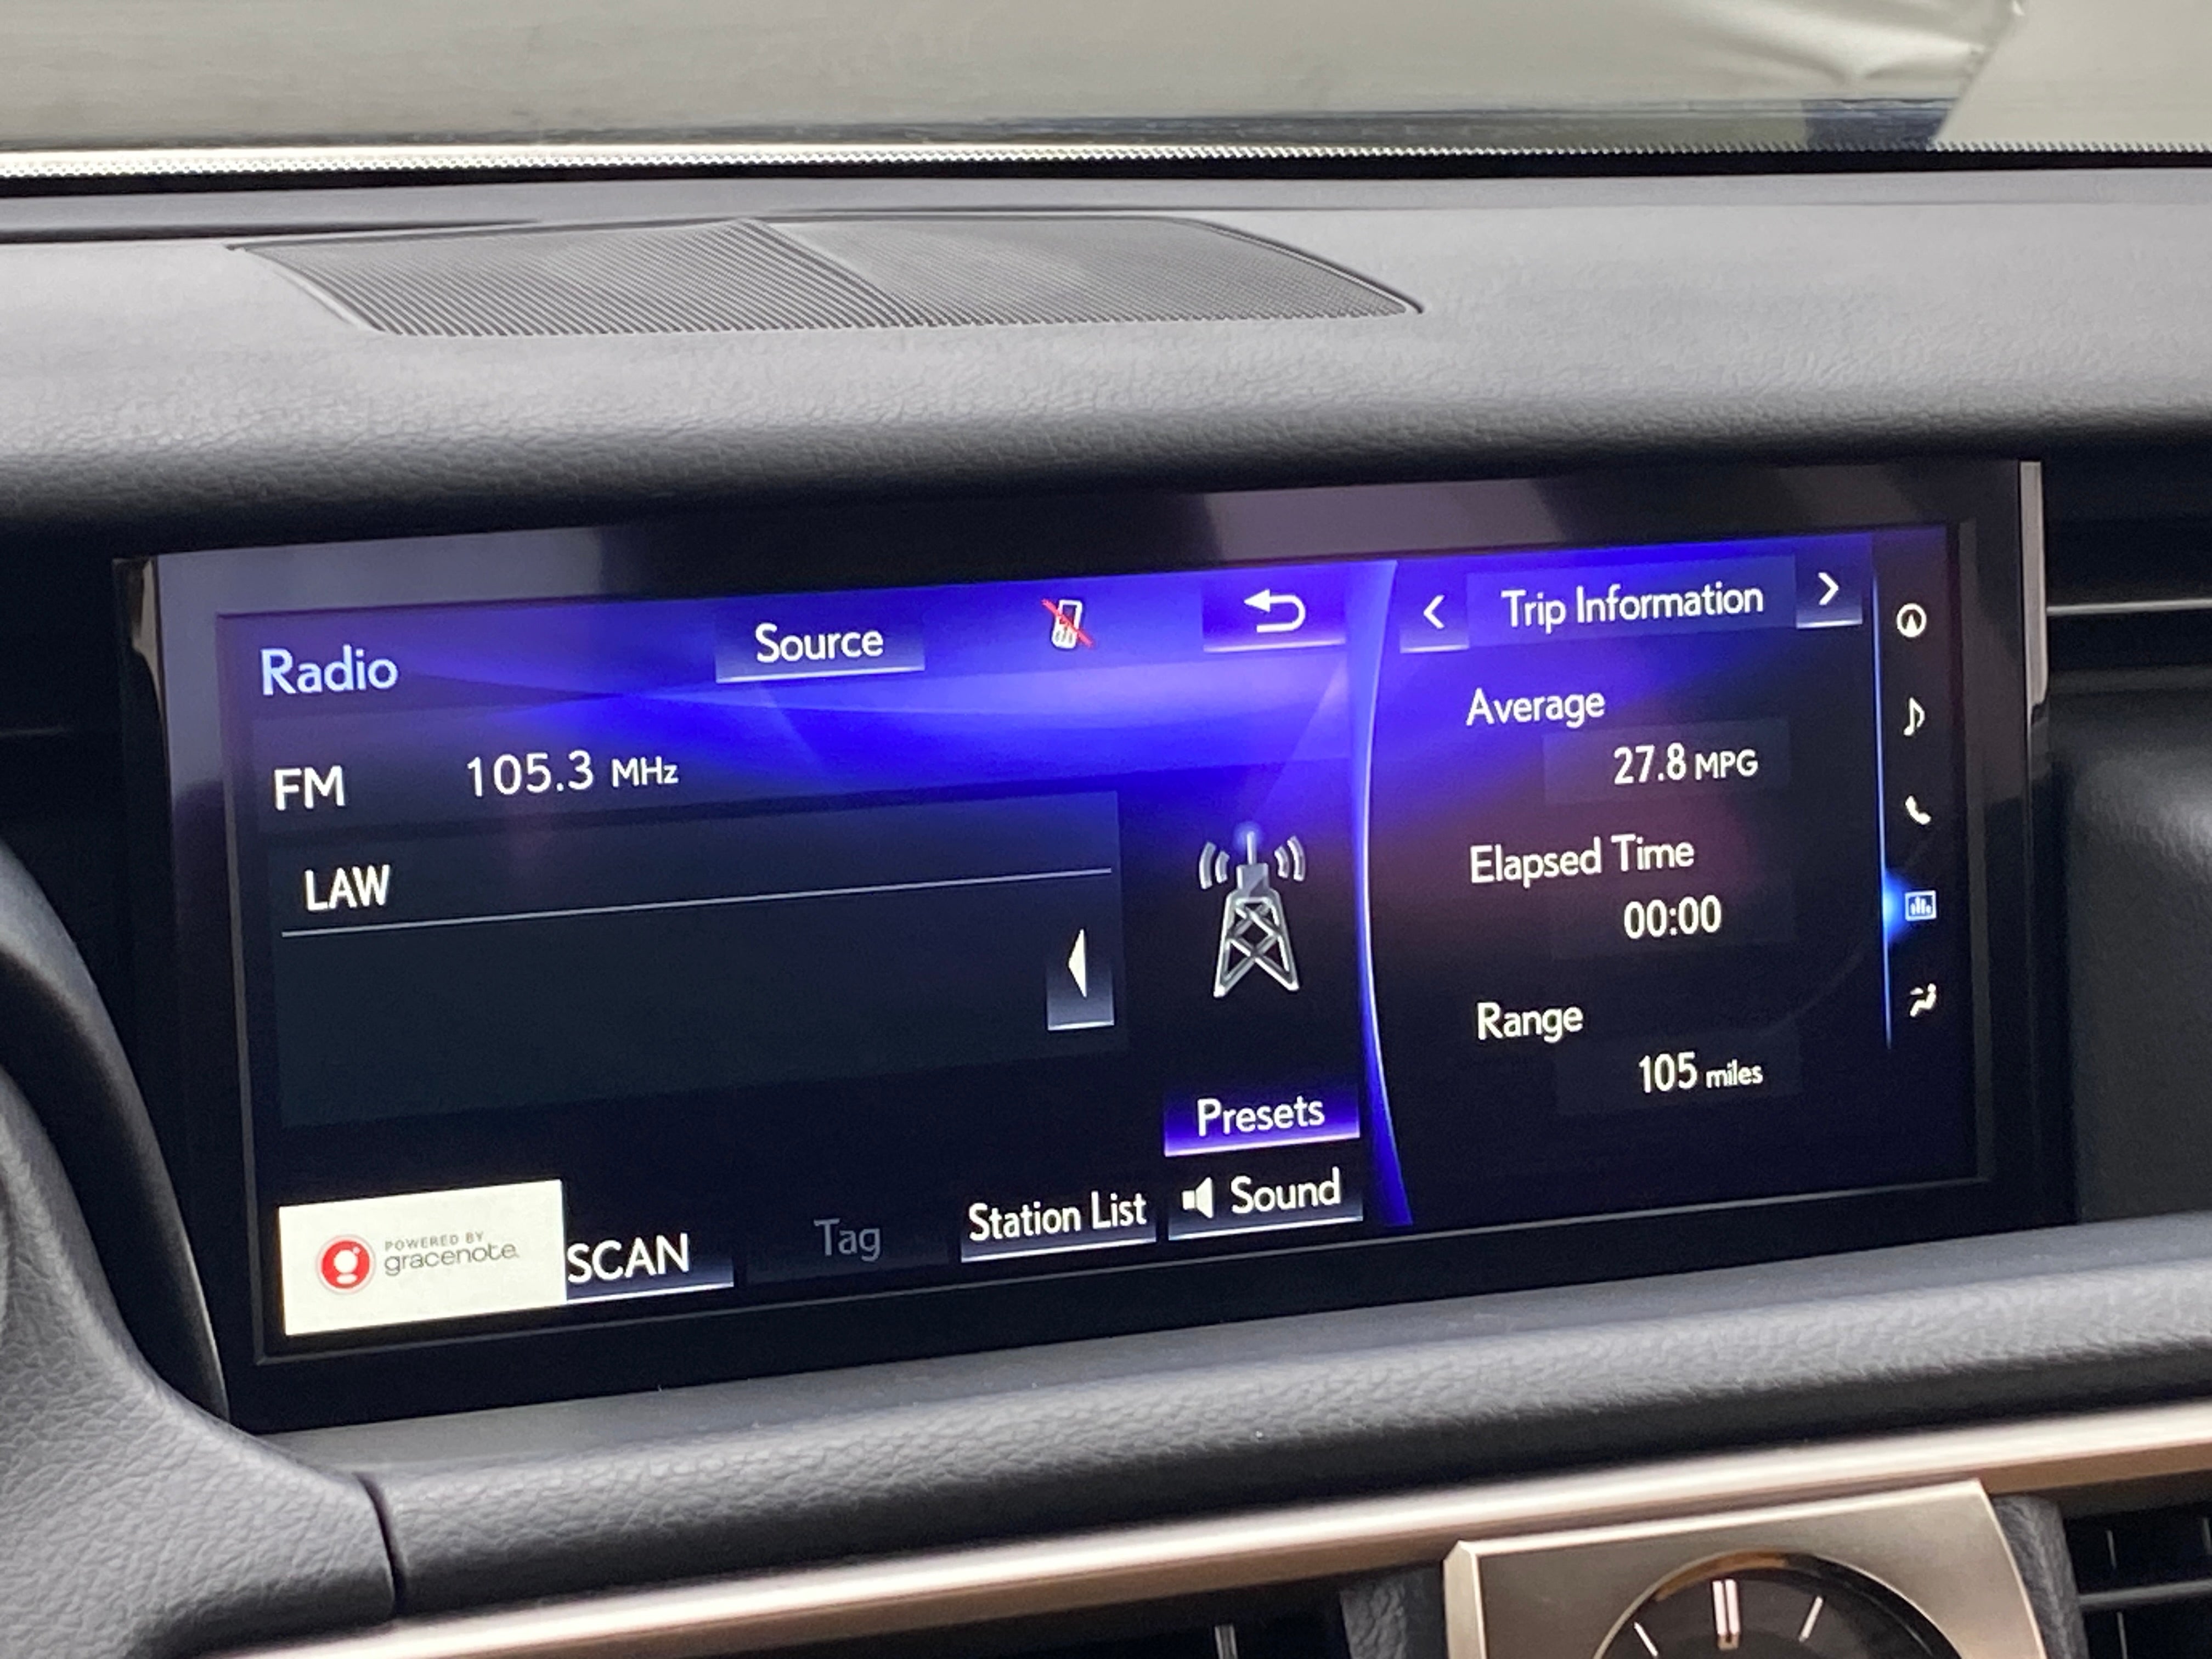 Radio
Source
Trip Information
FM 105.3 MHz
LAW
Average
27.8 MPG
Elapsed Time
00:00
Range
105 miles
Presets
POWERED BY
gracenote.
SCAN
Tag
Station List
Sound